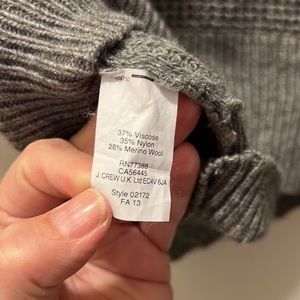 37% Viscose
35% Nylon
28% Merino Wool
RN77388
CA56445
J. CREW U.K. Ltd EC4V 6JA
Style 02172
FA 13